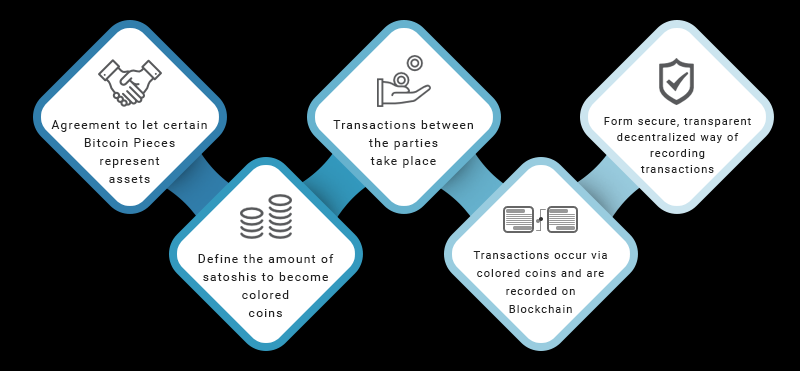 Agreement to let certain
Bitcoin Pieces
represent
assets
Define the amount of
satoshis to become
colored
coins
Transactions between
the parties
take place
Transactions occur via
colored coins and are
recorded on
Blockchain
Form secure, transparent
decentralized way of
recording
transactions